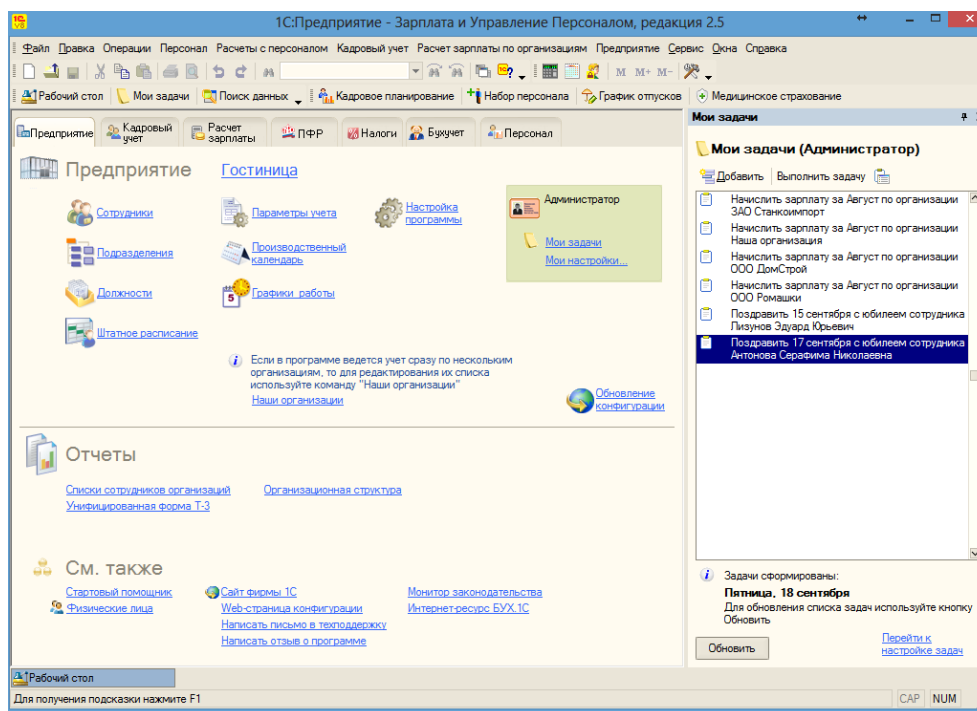 1С:Предприятие - Зарплата и Управление Персоналом, редакция 2.5
Файл Правка Операции Персонал Расчеты с персоналом Кадровый учет Расчет зарплаты по организациям Предприятие Сервис Окна Справка
M M+ M-
Рабочий стол Мои задачи Поиск данных Кадровое планирование Набор персонала График отпусков Медицинское страхование
Предприятие
Кадровый
учет
Расчет
зарплаты
ПФР
Налоги
Бухучет
Персонал
Предприятие
Гостиница
Сотрудники
Параметры учета
Настройка
программы
Подразделения
Производственный
календарь
Должности
5
Графики работы
Штатное расписание
Администратор
Мои задачи
Мои настройки...
Если в программе ведется учет сразу по нескольким
организациям, то для редактирования их списка
используйте команду "Наши организации"
Наши организации
Обновление
конфигурации
Отчеты
Списки сотрудников организаций
Организационная структура
Унифицированная форма Т-3
См. также
Стартовый помощник
Сайт фирмы 1С
Монитор законодательства
Физические лица
Web-страница конфигурации
Интернет-ресурс БУХ.1С
Написать письмо в техподдержку
Написать отзыв о программе
Мои задачи
Мои задачи (Администратор)
Добавить Выполнить задачу
Начислить зарплату за Август по организации
ЗАО Станкоимпорт
Начислить зарплату за Август по организации
Наша организация
Начислить зарплату за Август по организации
ООО ДомСтрой
Начислить зарплату за Август по организации
ООО Ромашки
Поздравить 15 сентября с юбилеем сотрудника
Лизунов Эдуард Юрьевич
Поздравить 17 сентября с юбилеем сотрудника
Антонова Серафима Николаевна
Задачи сформированы:
Пятница, 18 сентября
Для обновления списка задач используйте кнопку
Обновить
Обновить
Перейти к
настройке задач
Рабочий стол
Для получения подсказки нажмите F1
CAP NUM